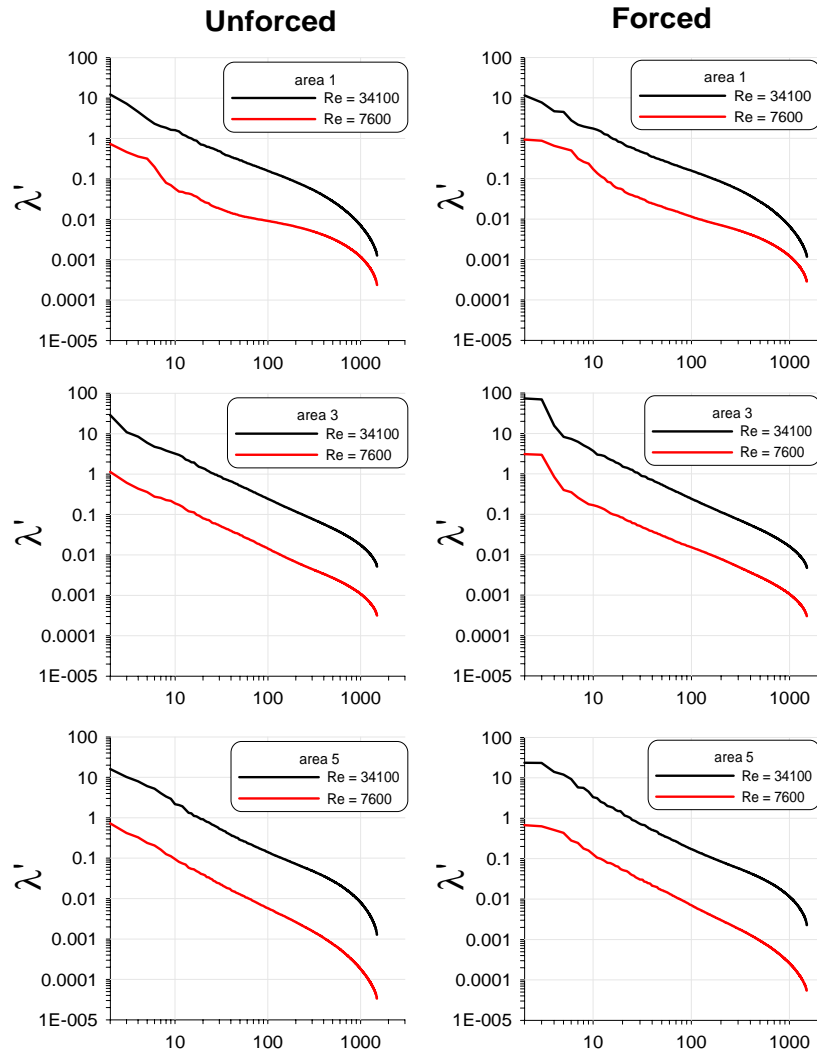 Unforced
Forced
100
10
1
0.1
0.01
0.001
0.0001
1E-005
λ'
area 1
Re = 34100
Re = 7600
10
100
1000
100
10
1
0.1
0.01
0.001
0.0001
1E-005
λ'
area 1
Re = 34100
Re = 7600
10
100
1000
100
10
1
0.1
0.01
0.001
0.0001
1E-005
λ'
area 3
Re = 34100
Re = 7600
10
100
1000
100
10
1
0.1
0.01
0.001
0.0001
1E-005
λ'
area 3
Re = 34100
Re = 7600
10
100
1000
100
10
1
0.1
0.01
0.001
0.0001
1E-005
λ'
area 5
Re = 34100
Re = 7600
10
100
1000
100
10
1
0.1
0.01
0.001
0.0001
1E-005
λ'
area 5
Re = 34100
Re = 7600
10
100
1000